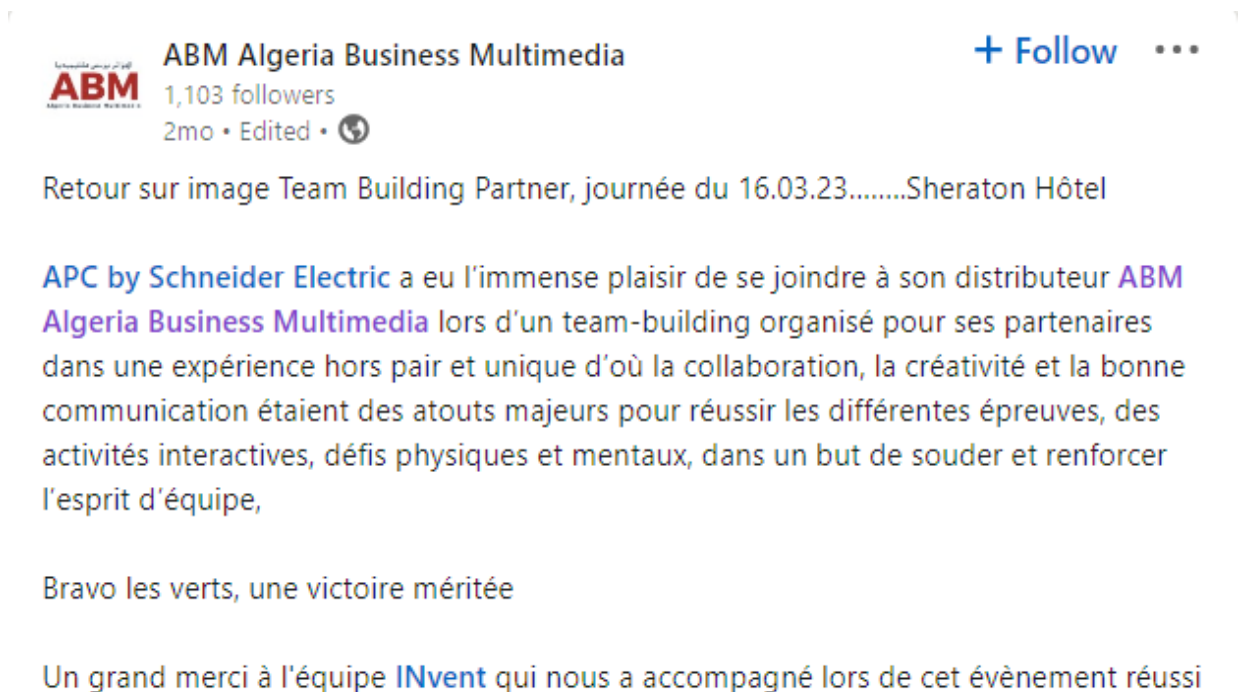 ABM Algeria Business Multimedia
+ Follow
ABM
1,103 followers
2mo • Edited •
Retour sur image Team Building Partner, journée du 16.03.23........Sheraton Hôtel
APC by Schneider Electric a eu l’immense plaisir de se joindre à son distributeur ABM
Algeria Business Multimedia lors d’un team-building organisé pour ses partenaires
dans une expérience hors pair et unique d’où la collaboration, la créativité et la bonne
communication étaient des atouts majeurs pour réussir les différentes épreuves, des
activités interactives, défis physiques et mentaux, dans un but de souder et renforcer
l’esprit d’équipe,
Bravo les verts, une victoire méritée
Un grand merci à l'équipe INvent qui nous a accompagné lors de cet évènement réussi